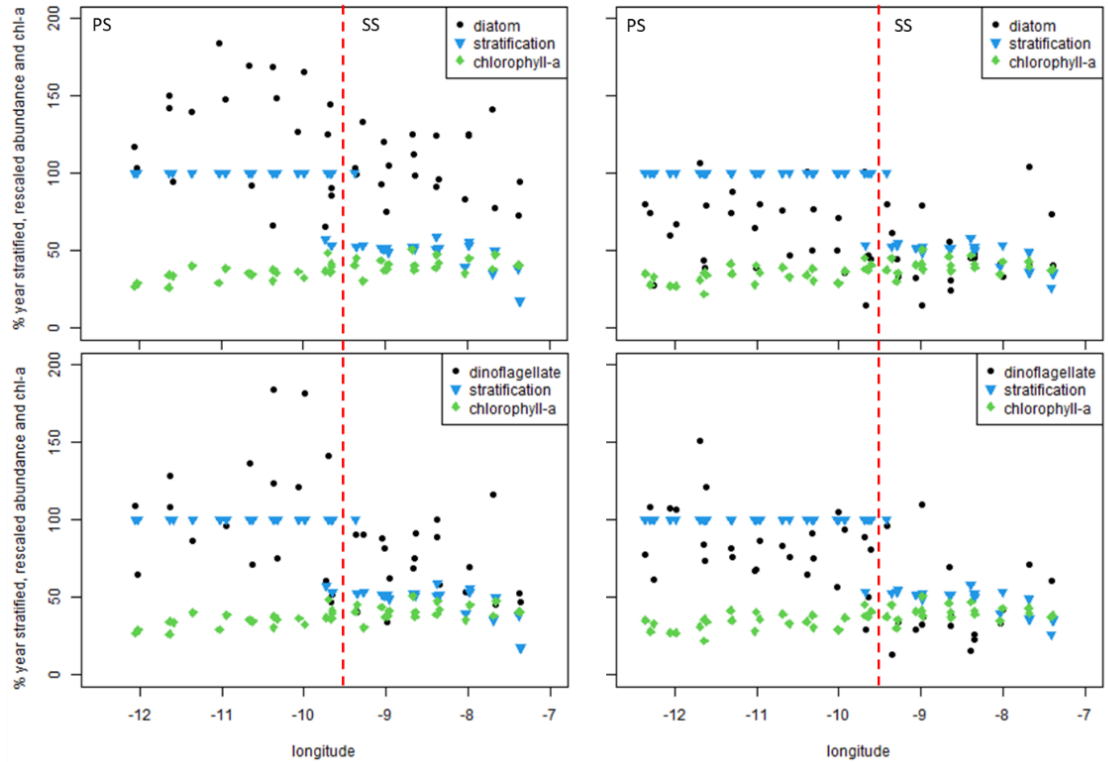 PS
SS
diatom
stratification
chlorophyll-a
% year stratified, rescaled abundance and chl-a
0
50
100
150
200
PS
SS
diatom
stratification
chlorophyll-a
dinoflagellate
stratification
chlorophyll-a
% year stratified, rescaled abundance and chl-a
0
50
100
150
200
-12
-11
-10
-9
-8
-7
longitude
dinoflagellate
stratification
chlorophyll-a
-12
-11
-10
-9
-8
-7
longitude